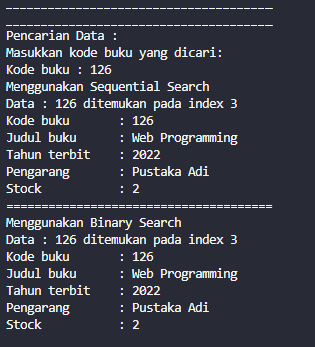 ______________________________________
______________________________________
Pencarian Data :
Masukkan kode buku yang dicari:
Kode buku : 126
Menggunakan Sequential Search
Data : 126 ditemukan pada index 3
Kode buku       : 126
Judul buku      : Web Programming
Tahun terbit    : 2022
Pengarang       : Pustaka Adi
Stock           : 2
======================================
Menggunakan Binary Search
Data : 126 ditemukan pada index 3
Kode buku       : 126
Judul buku      : Web Programming
Tahun terbit    : 2022
Pengarang       : Pustaka Adi
Stock           : 2